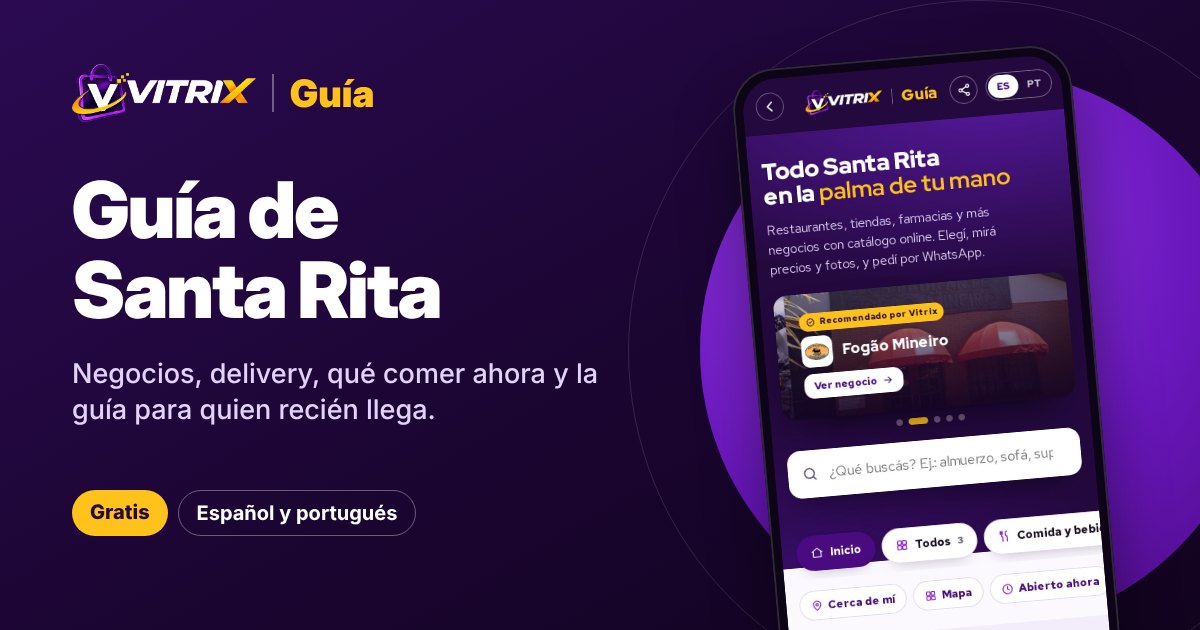 VITRIX | Guía
Guía de
Santa Rita
Negocios, delivery, qué comer ahora y la
guía para quien recién llega.
Gratis
Español y portugués
VITRIX | Guía
ES PT
Todo Santa Rita
en la palma de tu mano
Restaurantes, tiendas, farmacias y más
negocios con catálogo online. Elegí, mirá
precios y fotos, y pedí por WhatsApp.
Recomendado por Vitrix
Fogão Mineiro
Ver negocio →
¿Qué buscás? Ej.: almuerzo, sofá, sup
Inicio
Todos 3
Comida y bebi
Cerca de mí
Mapa
Abierto ahora